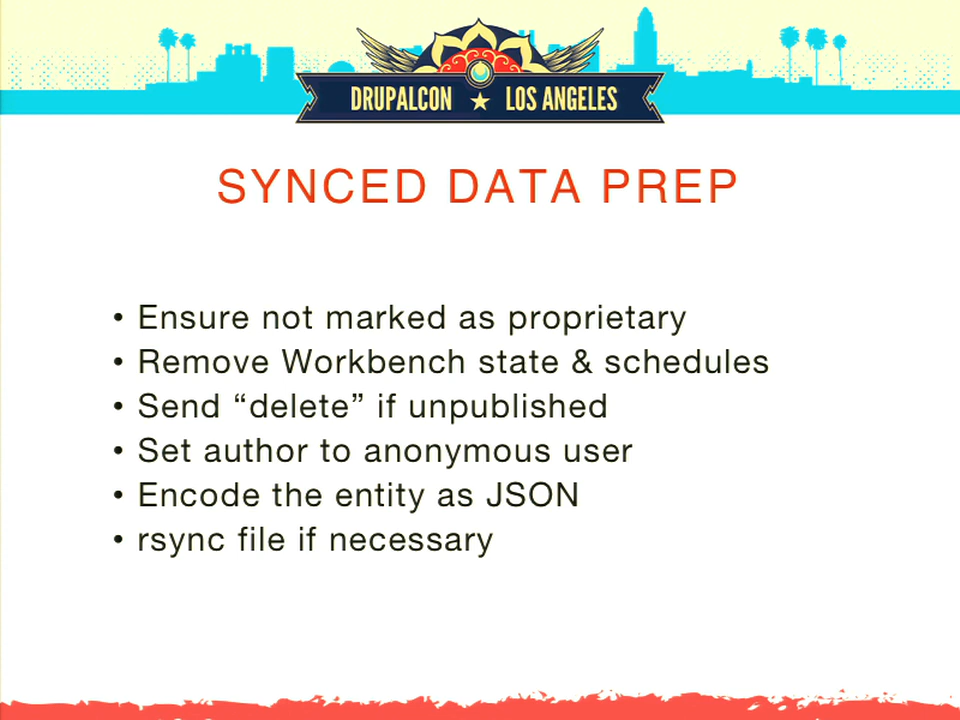 DRUPALCON ★ LOS ANGELES
SYNCED DATA PREP
• Ensure not marked as proprietary
• Remove Workbench state & schedules
• Send “delete” if unpublished
• Set author to anonymous user
• Encode the entity as JSON
• rsync file if necessary